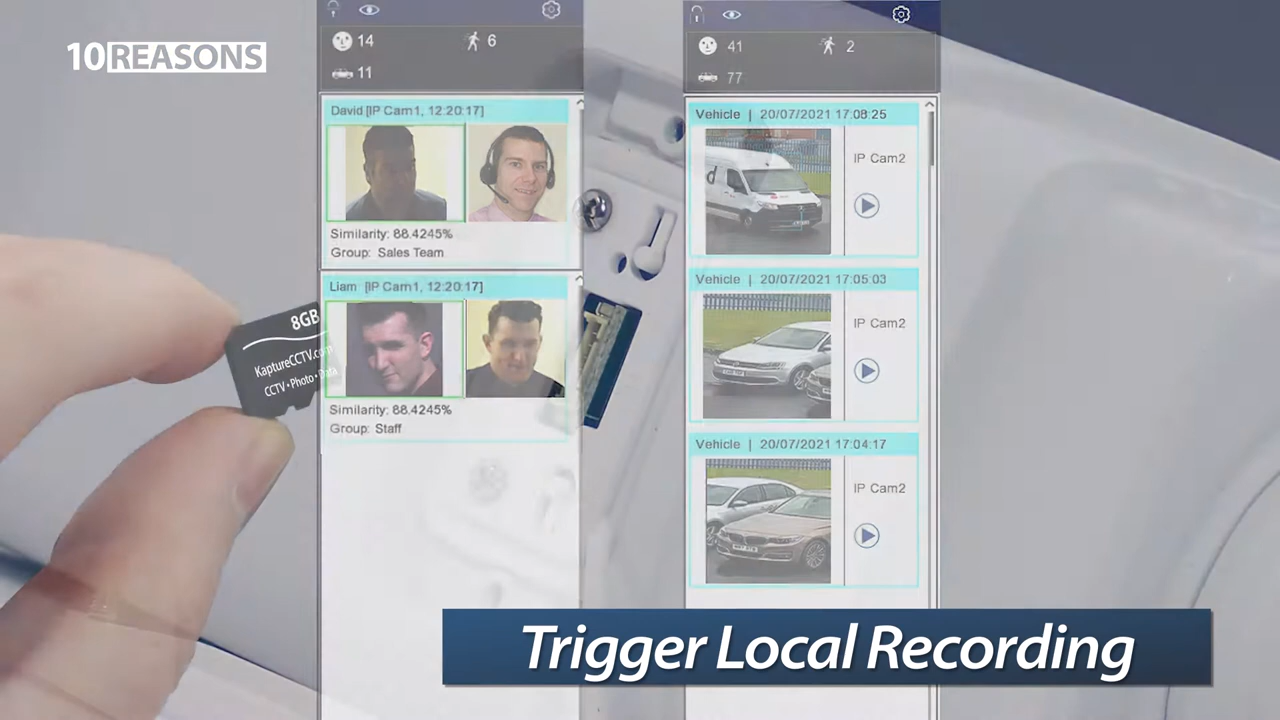 10REASONS
14
6
11
David [IP Cam1, 12:20:17]
Similarity: 88.4245%
Group: Sales Team
Liam [IP Cam1, 12:20:17]
Similarity: 88.4245%
Group: Staff
8GB
KaptureCCTV.com
CCTV • Photo • Data
41
2
77
Vehicle | 20/07/2021 17:08:25
IP Cam2
Vehicle | 20/07/2021 17:05:03
IP Cam2
Vehicle | 20/07/2021 17:04:17
IP Cam2
Trigger Local Recording